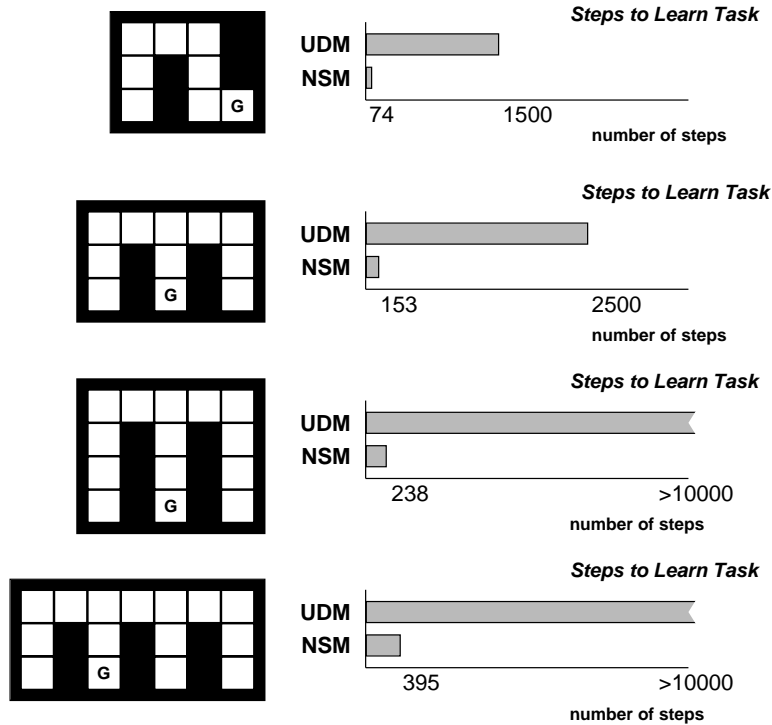 Steps to Learn Task
UDM
NSM
G
74 1500
number of steps
Steps to Learn Task
UDM
NSM
G
153 2500
number of steps
Steps to Learn Task
UDM
NSM
238 >10000
G
number of steps
Steps to Learn Task
UDM
NSM
G
395 >10000
number of steps